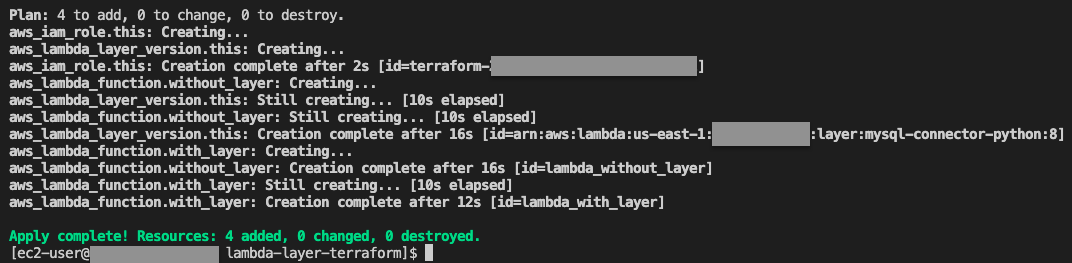 Plan: 4 to add, 0 to change, 0 to destroy.
aws_iam_role.this: Creating...
aws_lambda_layer_version.this: Creating...
aws_iam_role.this: Creation complete after 2s [id=terraform-]
aws_lambda_function.without_layer: Creating...
aws_lambda_layer_version.this: Still creating... [10s elapsed]
aws_lambda_function.without_layer: Still creating... [10s elapsed]
aws_lambda_layer_version.this: Creation complete after 16s [id=arn:aws:lambda:us-east-1: :layer:mysql-connector-python:8]
aws_lambda_function.with_layer: Creating...
aws_lambda_function.without_layer: Creation complete after 16s [id=lambda_without_layer]
aws_lambda_function.with_layer: Still creating... [10s elapsed]
aws_lambda_function.with_layer: Creation complete after 12s [id=lambda_with_layer]
Apply complete! Resources: 4 added, 0 changed, 0 destroyed.
[ec2-user@ lambda-layer-terraform]$